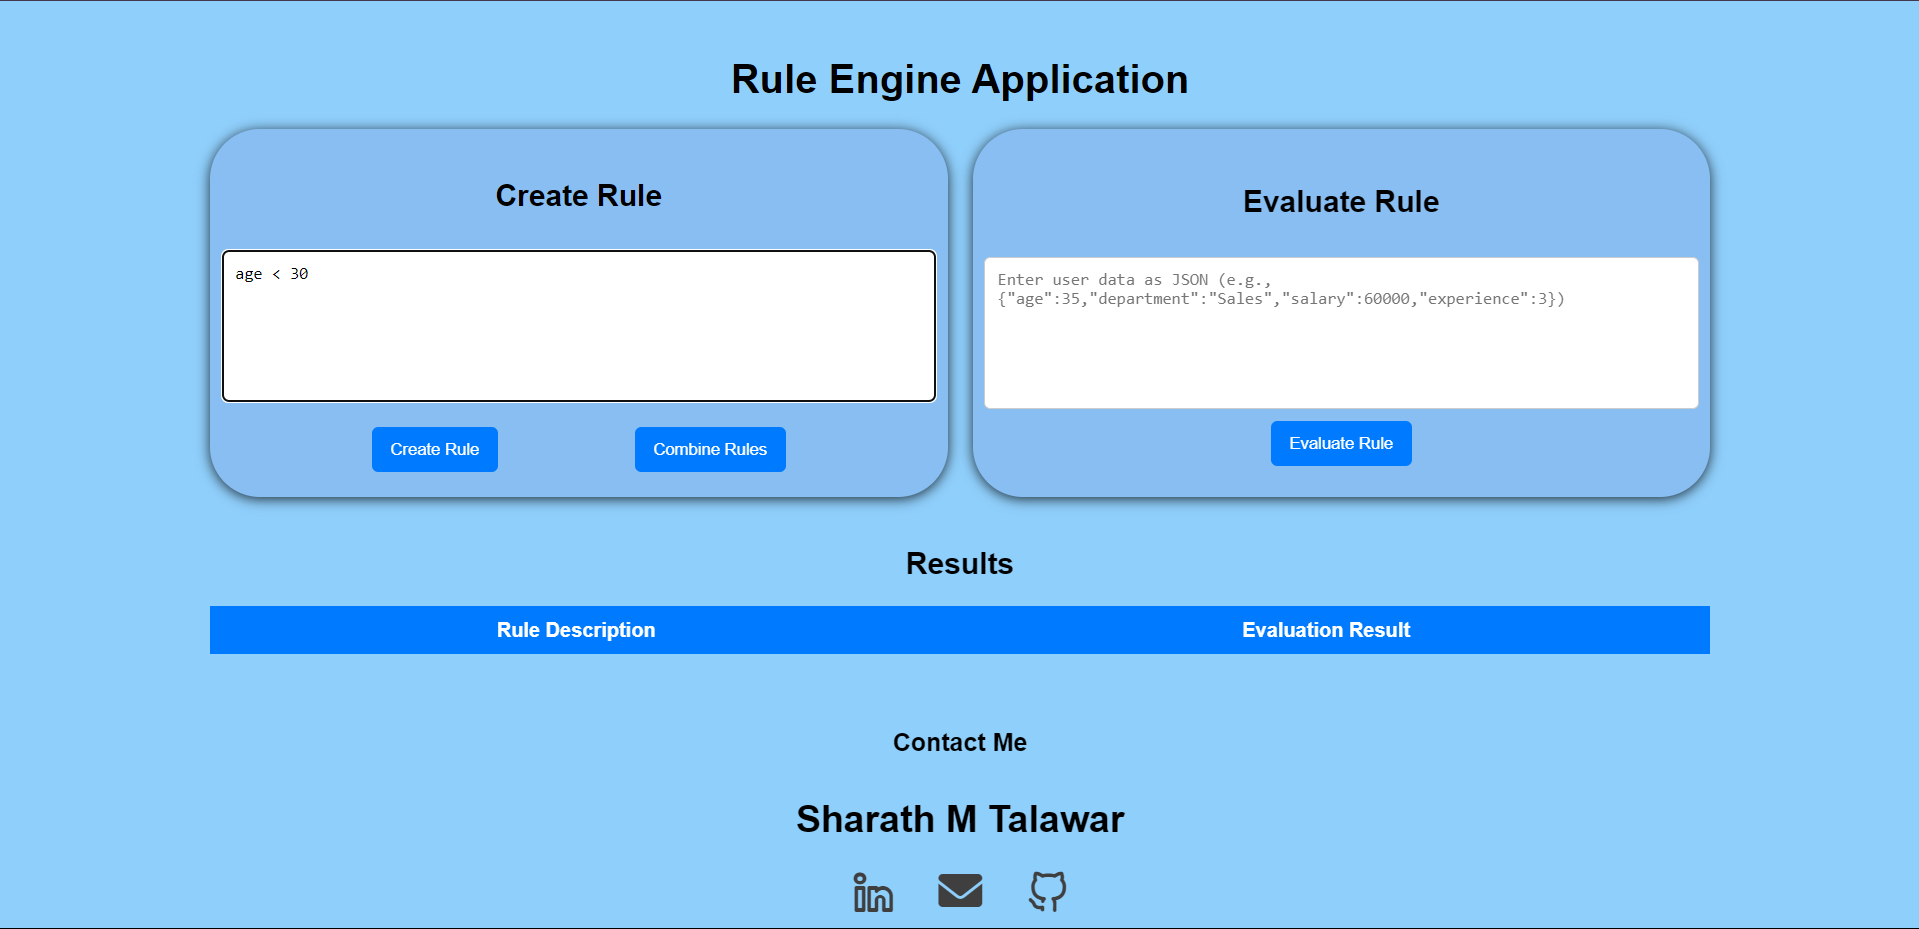 Rule Engine Application
Create Rule
age < 30
Create Rule
Combine Rules
Evaluate Rule
Enter user data as JSON (e.g.,
{"age":35,"department":"Sales","salary":60000,"experience":3})
Evaluate Rule
Results
Rule Description
Evaluation Result
Contact Me
Sharath M Talawar
in